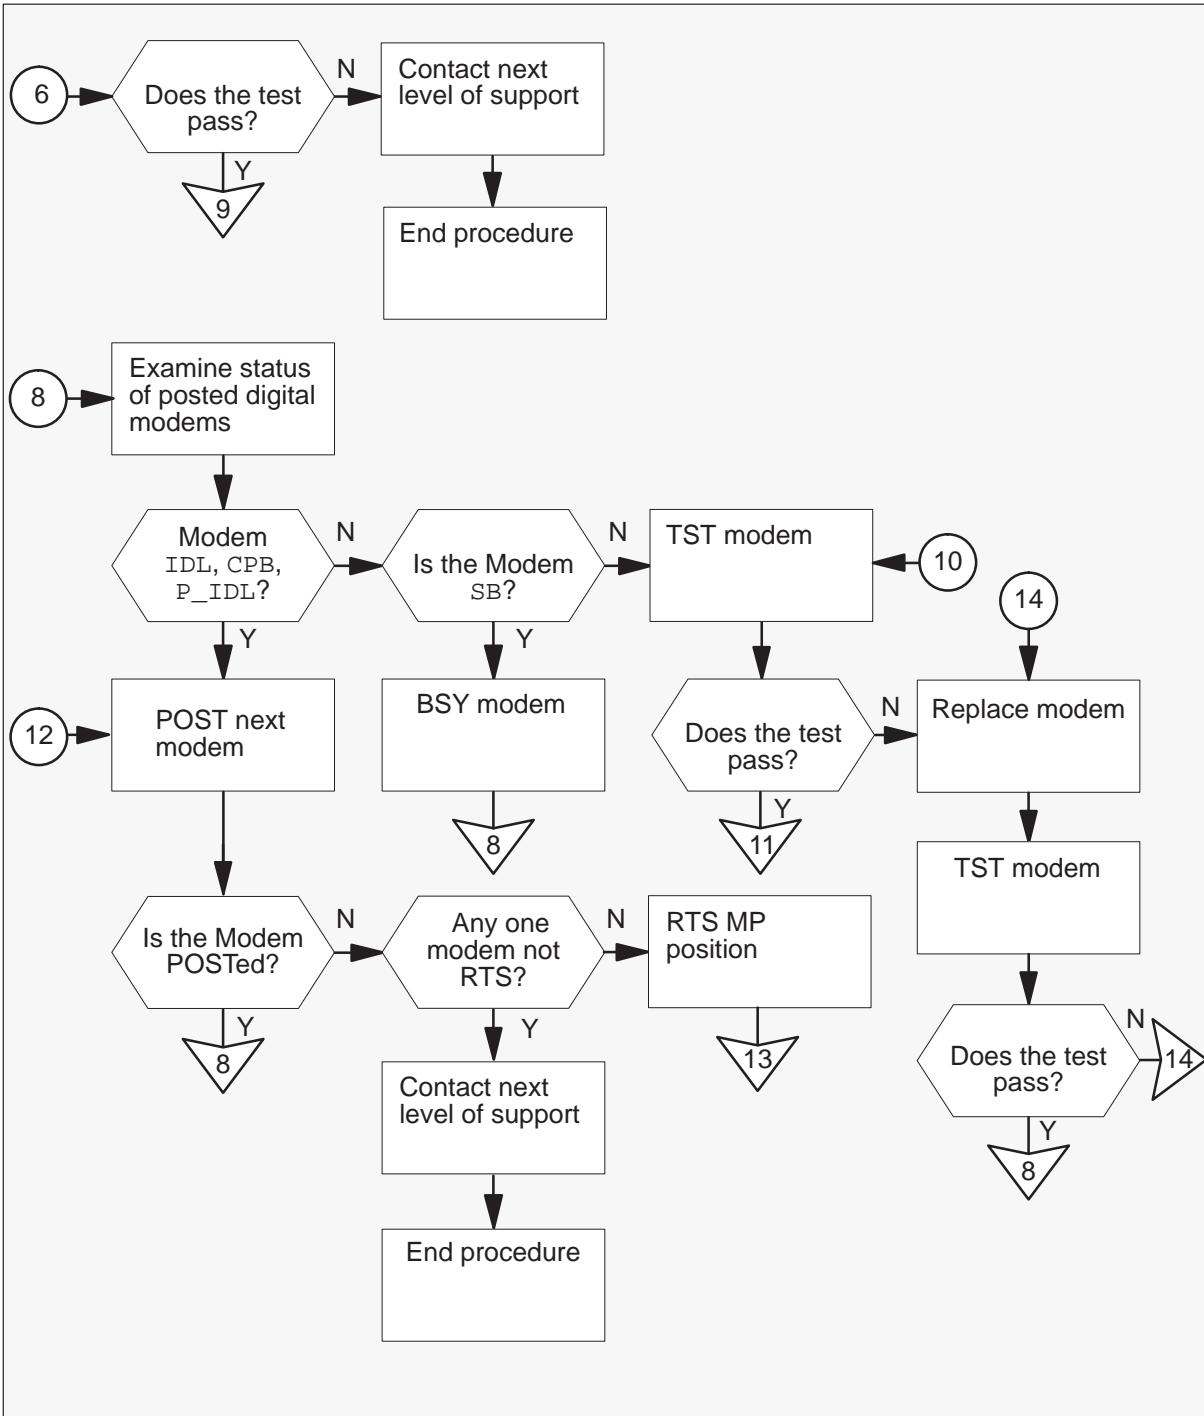 6
Does the test
pass?
N
Contact next
level of support
Y
9
End procedure
8
Examine status
of posted digital
modems
Modem
IDL, CPB,
P_IDL?
N
Is the Modem
SB?
N
TST modem
10
14
Y
Y
12
POST next
modem
BSY modem
Does the test
pass?
N
Replace modem
8
Y
11
TST modem
Is the Modem
POSTed?
N
Any one
modem not
RTS?
N
RTS MP
position
Y
8
Y
13
Does the test
pass?
N
14
Contact next
level of support
Y
8
End procedure